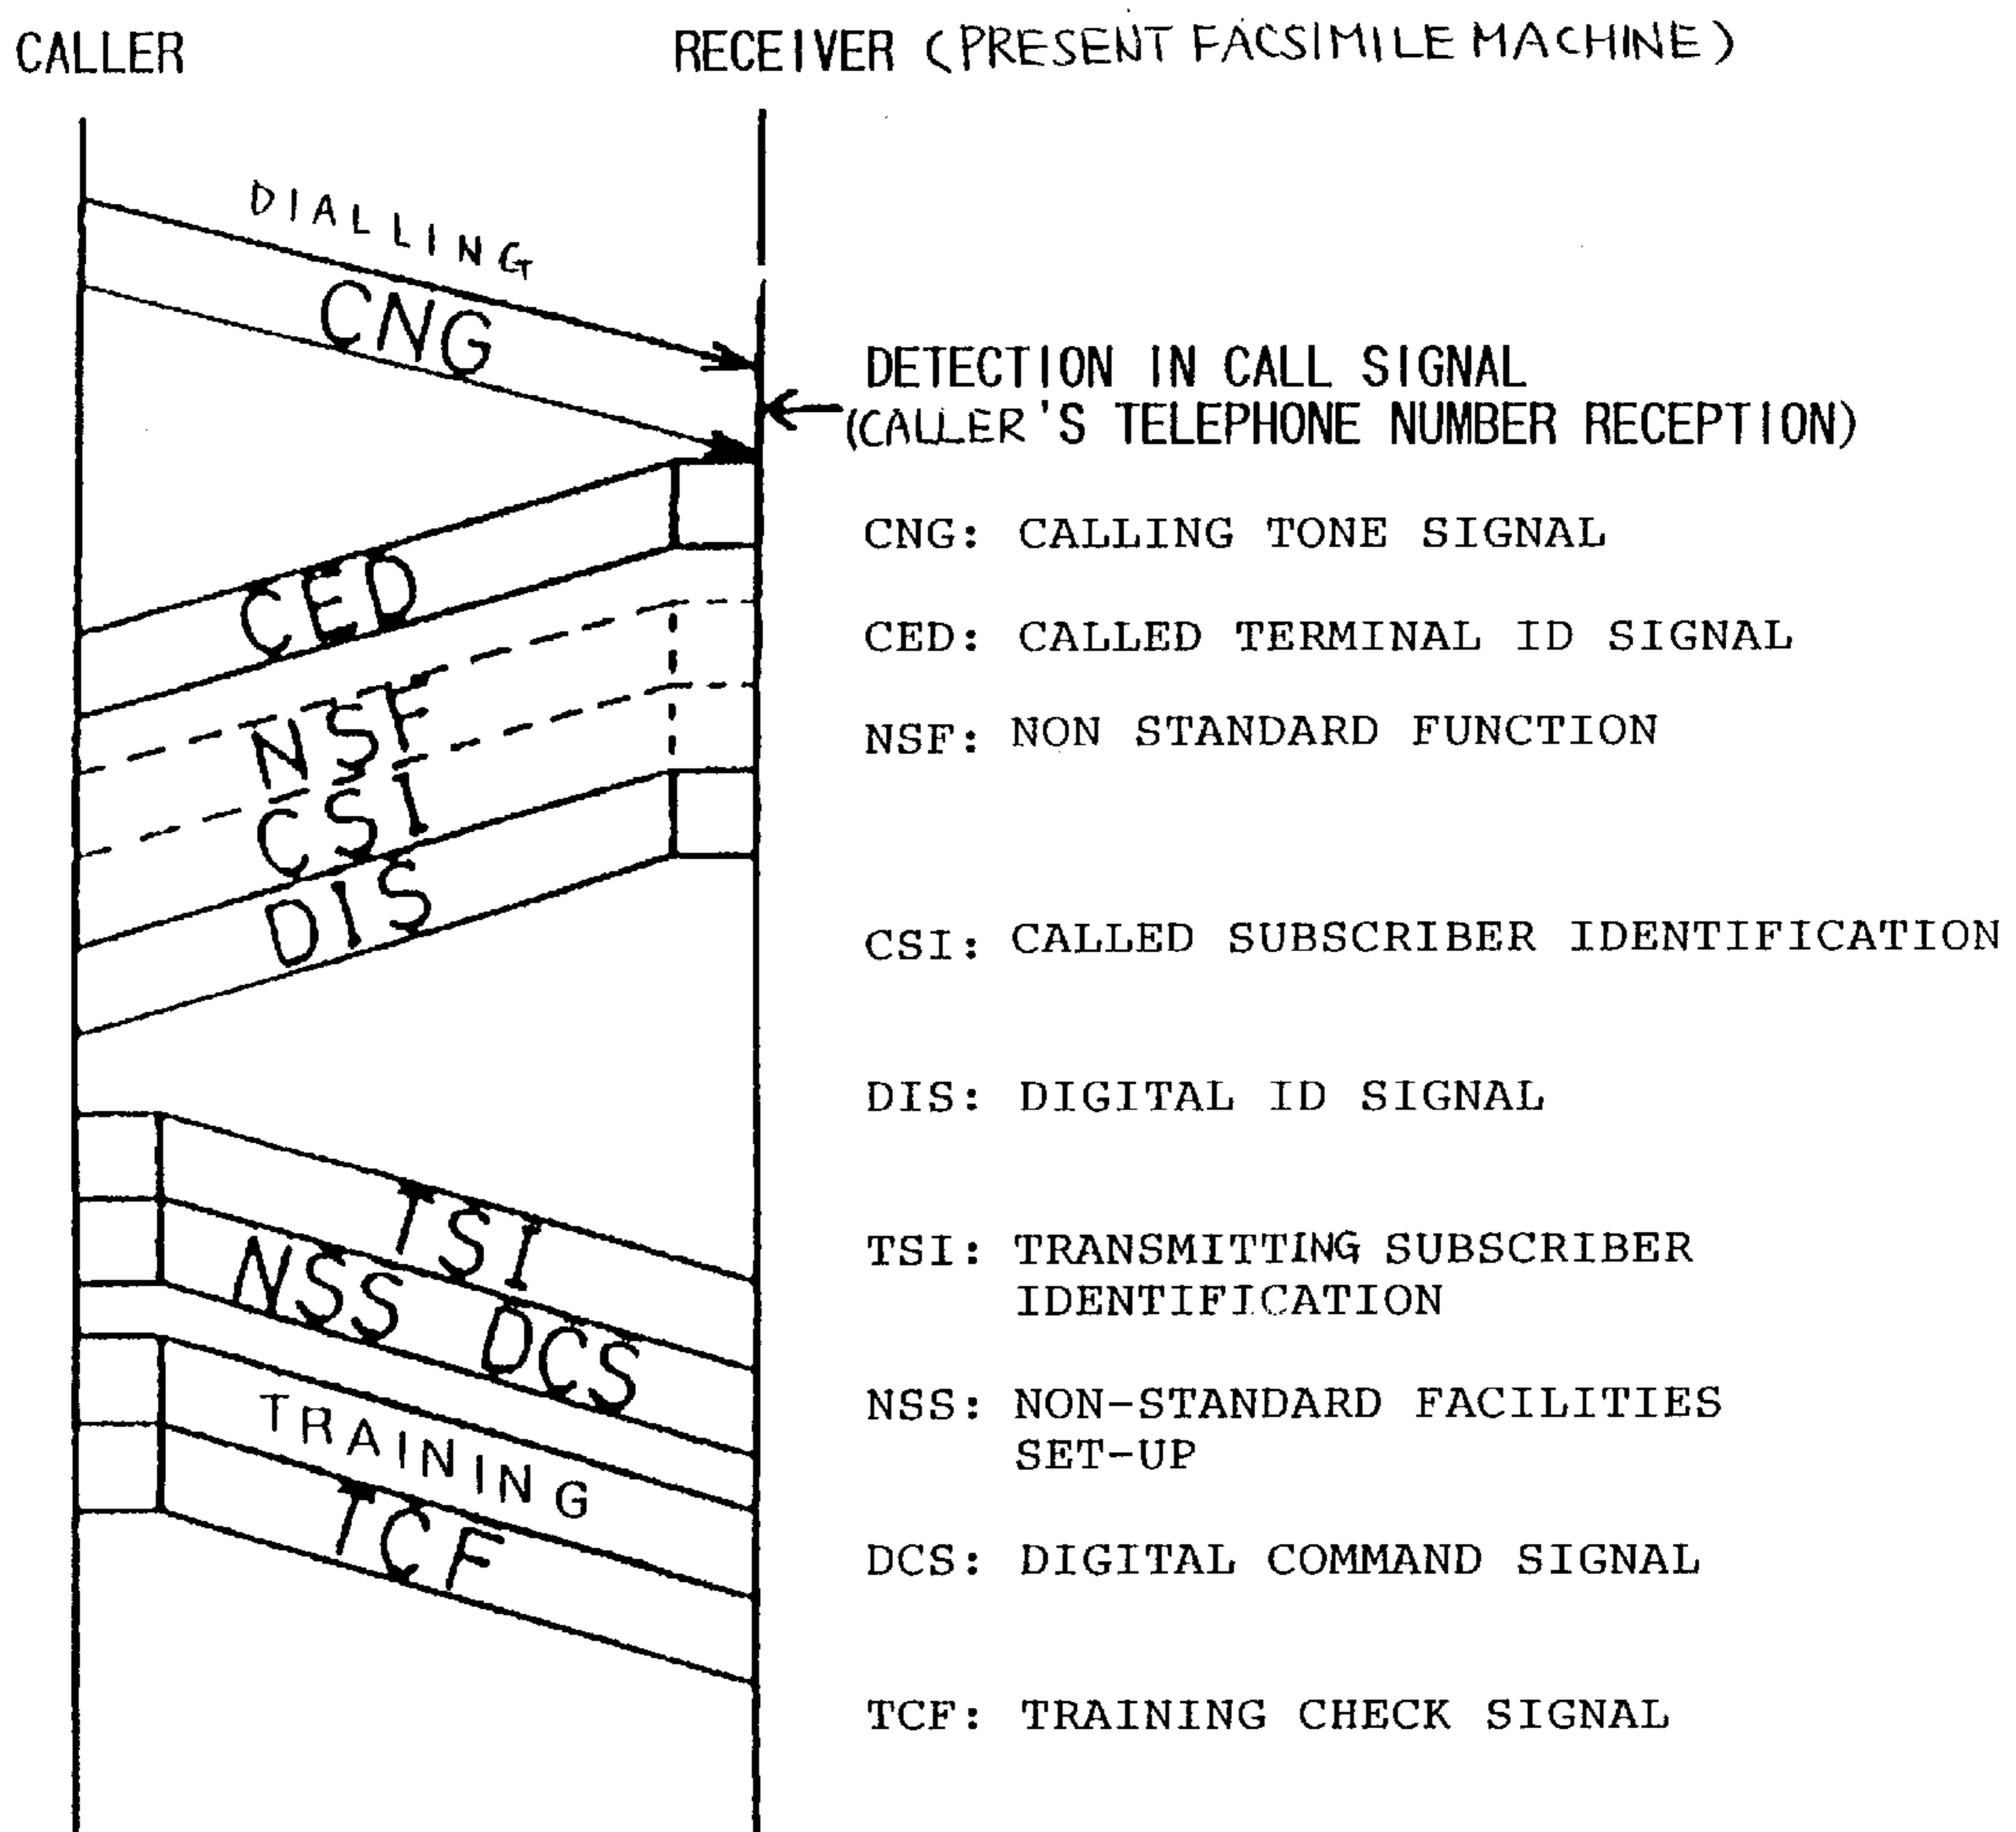 CALLER
RECEIVER (PRESENT FACSIMILE MACHINE)
DIALLING
CNG
DETECTION IN CALL SIGNAL
(CALLER'S TELEPHONE NUMBER RECEPTION)
CED
NSF
CSI
DIS
TSI
NSS DCS
TRAINING
TCF
CNG: CALLING TONE SIGNAL
CED: CALLED TERMINAL ID SIGNAL
NSF: NON STANDARD FUNCTION
CSI: CALLED SUBSCRIBER IDENTIFICATION
DIS: DIGITAL ID SIGNAL
TSI: TRANSMITTING SUBSCRIBER
IDENTIFICATION
NSS: NON-STANDARD FACILITIES
SET-UP
DCS: DIGITAL COMMAND SIGNAL
TCF: TRAINING CHECK SIGNAL